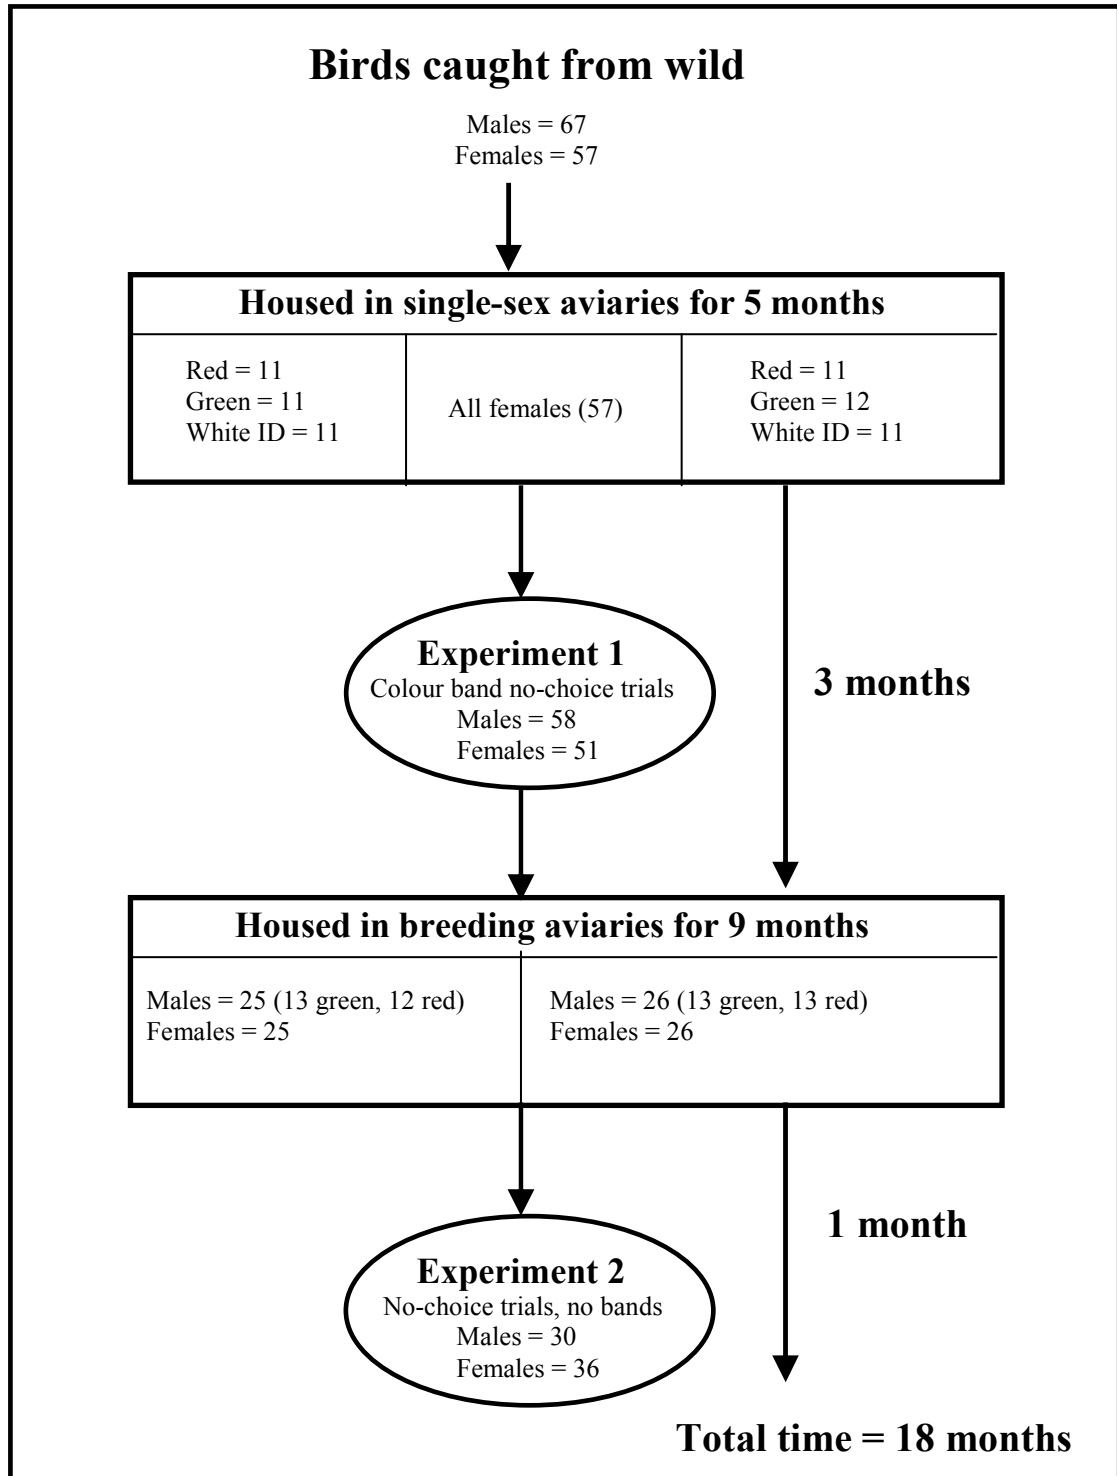 Birds caught from wild
Males = 67
Females = 57
Housed in single-sex aviaries for 5 months
Red = 11
Green = 11
White ID = 11
All females (57)
Red = 11
Green = 12
White ID = 11
Experiment 1
Colour band no-choice trials
Males = 58
Females = 51
3 months
Housed in breeding aviaries for 9 months
Males = 25 (13 green, 12 red)
Females = 25
Males = 26 (13 green, 13 red)
Females = 26
1 month
Experiment 2
No-choice trials, no bands
Males = 30
Females = 36
Total time = 18 months